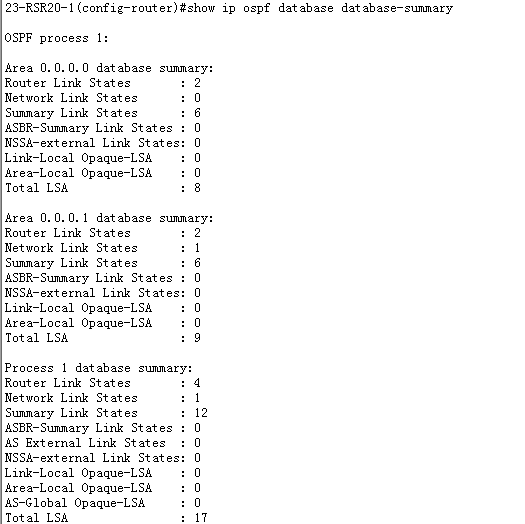 23-RSR20-1(config-router)#show ip ospf database database-summary
OSPF process 1:
Area 0.0.0.0 database summary:
Router Link States : 2
Network Link States : 0
Summary Link States : 6
ASBR-Summary Link States : 0
NSSA-external Link States: 0
Link-Local Opaque-LSA : 0
Area-Local Opaque-LSA : 0
Total LSA : 8
Area 0.0.0.1 database summary:
Router Link States : 2
Network Link States : 1
Summary Link States : 6
ASBR-Summary Link States : 0
NSSA-external Link States: 0
Link-Local Opaque-LSA : 0
Area-Local Opaque-LSA : 0
Total LSA : 9
Process 1 database summary:
Router Link States : 4
Network Link States : 1
Summary Link States : 12
ASBR-Summary Link States : 0
AS External Link States : 0
NSSA-external Link States: 0
Link-Local Opaque-LSA : 0
Area-Local Opaque-LSA : 0
AS-Global Opaque-LSA : 0
Total LSA : 17